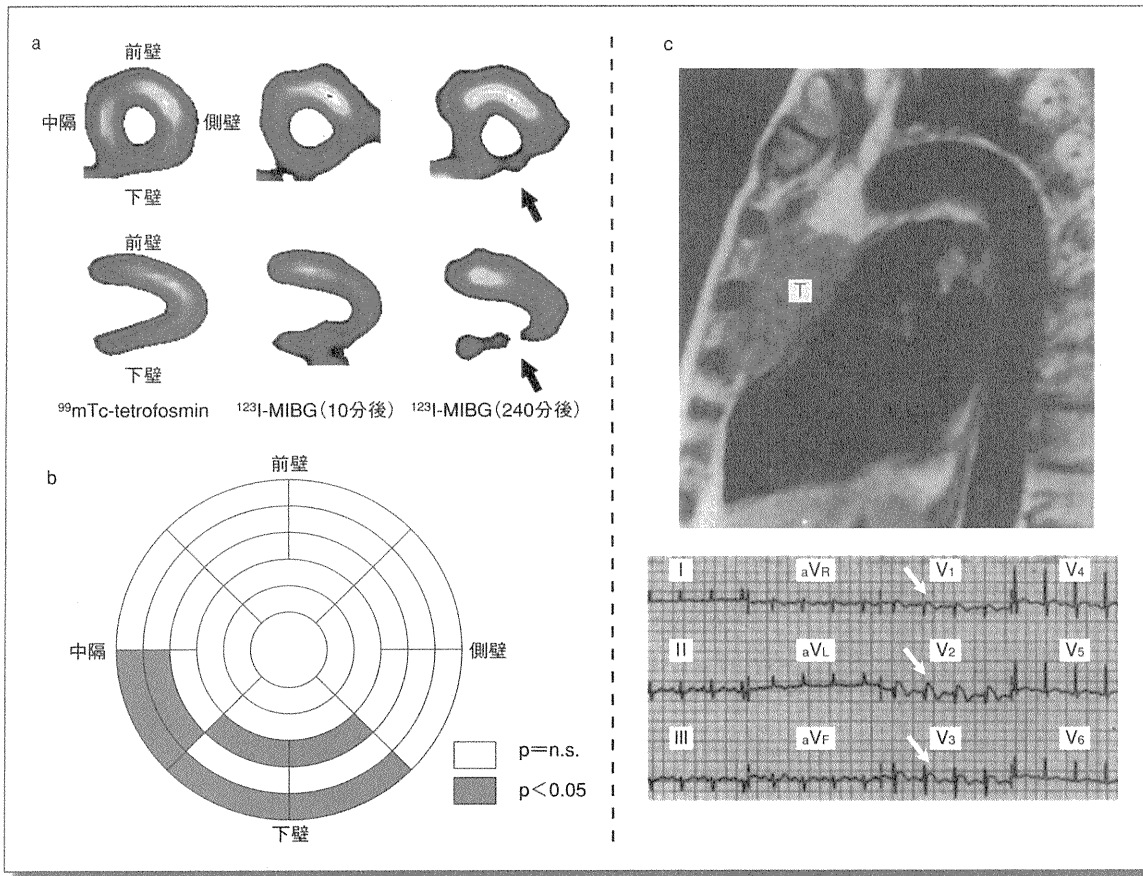 a
前壁
中隔
側壁
下壁
前壁
下壁
⁹⁹mTc-tetrofosmin
¹²³I-MIBG(10分後)
¹²³I-MIBG(240分後)
b
前壁
中隔
側壁
下壁
p=n.s.
p<0.05
c
T
I aVR V1 V4
II aVL V2 V5
III aVF V3 V6